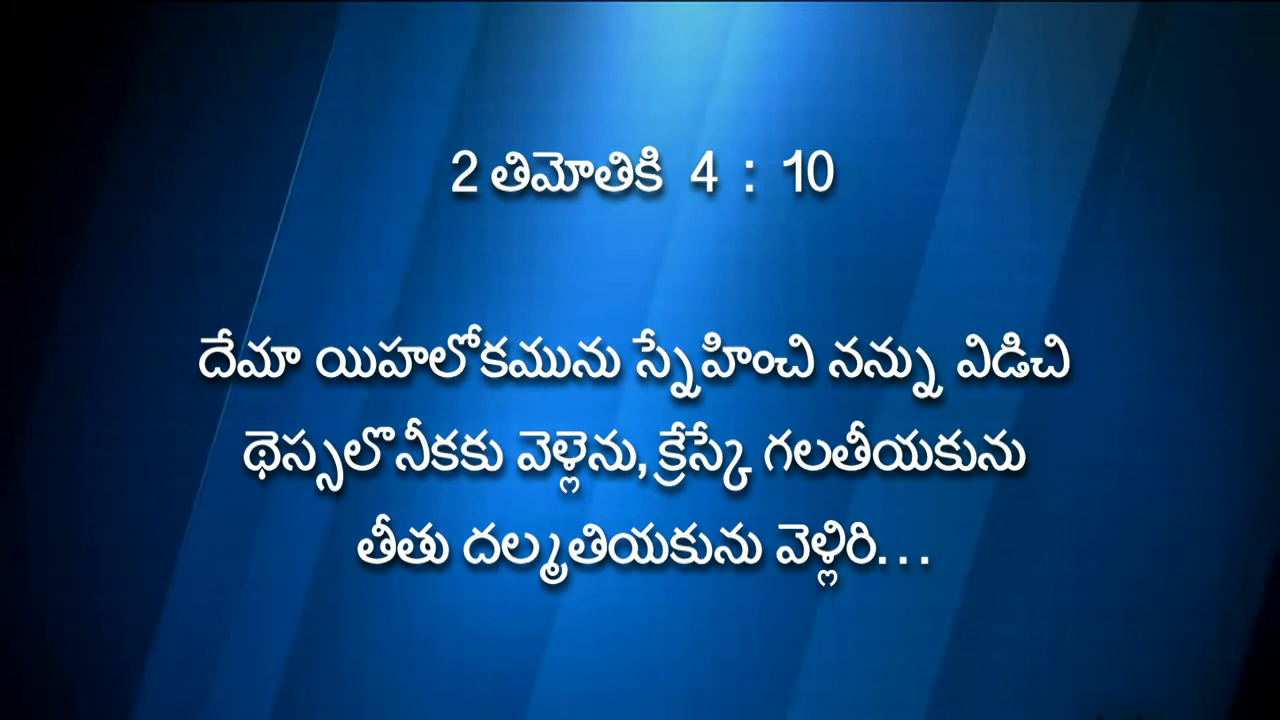 2 తిమోతికి 4 : 10
దేమా యిహలోకమును స్నేహించి నన్ను విడిచి
థెస్సలొనీకకు వెళ్లెను, క్రేస్కే గలతీయకును
తీతు దల్మతియకును వెళ్లిరి...